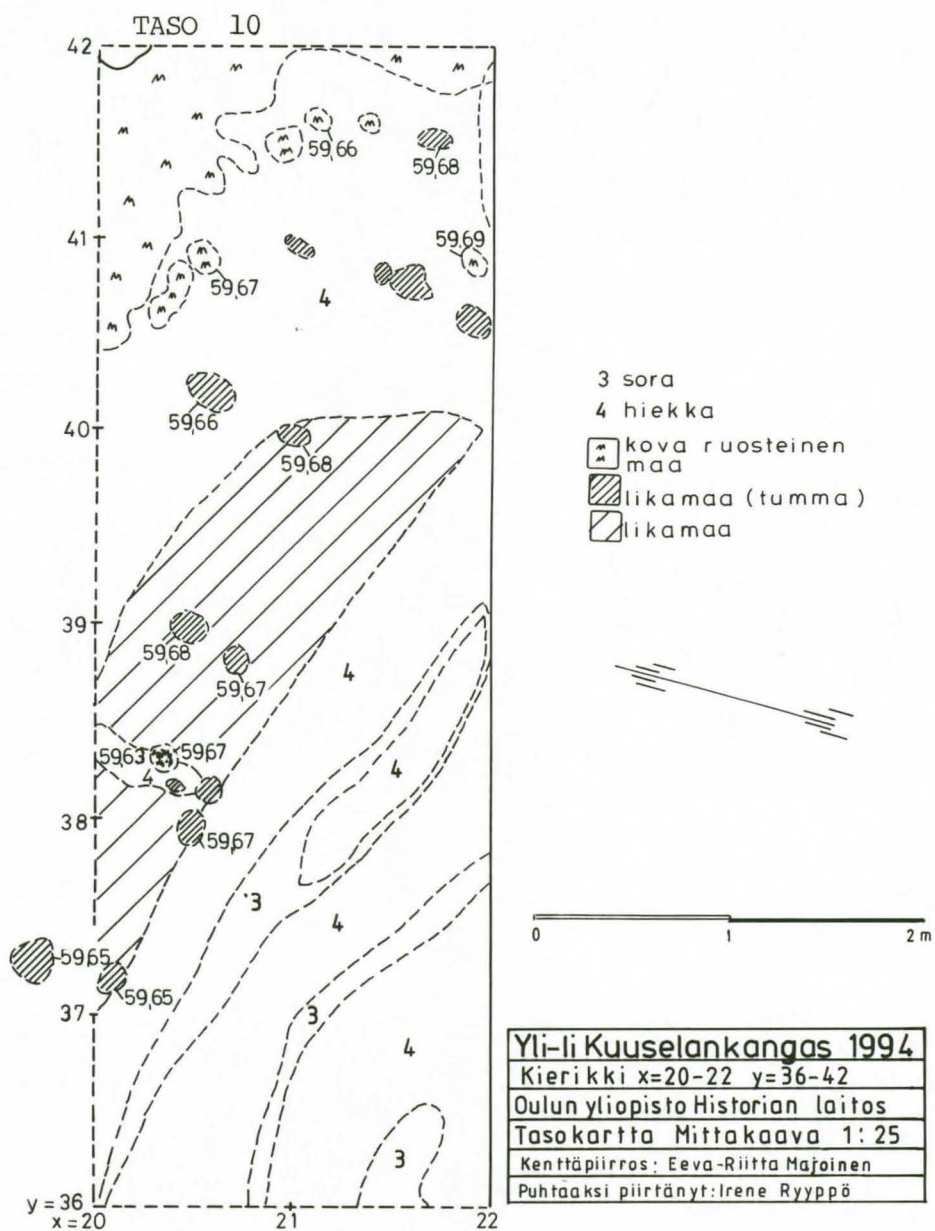 TASO 10
42
59,66
59,68
41
59,69
59,67
4
3 sora
4 hiekka
kova ruosteinen
maa
likamaa (tumma)
likamaa
59,66
40
59,68
39
59,68
59,67
4
4
59,63
59,67
4
38
59,67
3
4
59,65
59,65
37
3
4
3
0 1 2 m
Yli-Ii Kuuselankangas 1994
Kierikki x=20-22 y=36-42
Oulun yliopisto Historian laitos
Tasokartta Mittakaava 1:25
Kenttäpiirros: Eeva-Riitta Majoinen
Puhtaaksi piirtänyt: Irene Ryyppö
y=36
x=20 21 22